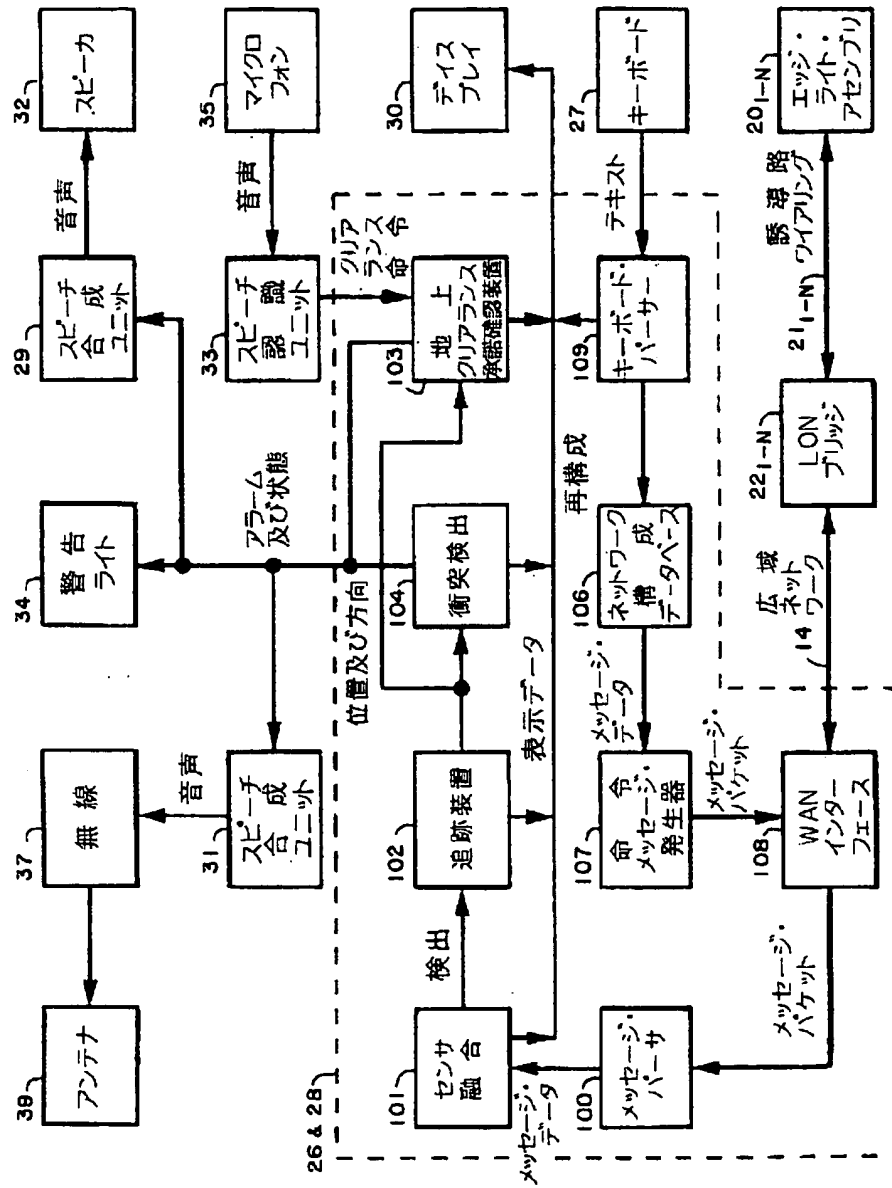 39
アンテナ
37
無線
音声
31
スピーチ
合成
ユニット
34
警告
ライト
アラーム
及び状態
29
スピーチ
合成
ユニット
音声
32
スピーカ
35
マイクロ
フォン
音声
33
スピーチ
認識
ユニット
クリア
ランス
命令
26 & 28
101
センサ
融合
検出
102
追跡装置
位置及び方向
104
衝突検出
103
地上
クリアランス
承諾確認装置
30
ディス
プレイ
表示データ
メッセージ・
データ
100
メッセージ・
パーサ
107
命令
メッセージ・
発生器
メッセージ・
データ
106
ネットワーク
構成
データベース
再構成
109
キーボード・
パーサー
テキスト
27
キーボード
メッセージ・
パケット
メッセージ・
パケット
108
WAN
インター
フェース
広域
ネット
ワーク
14
22 1-N
LON
ブリッジ
誘導路
ワイアリング
21 1-N
20 1-N
エッジ・
ライト・
アセンブリ